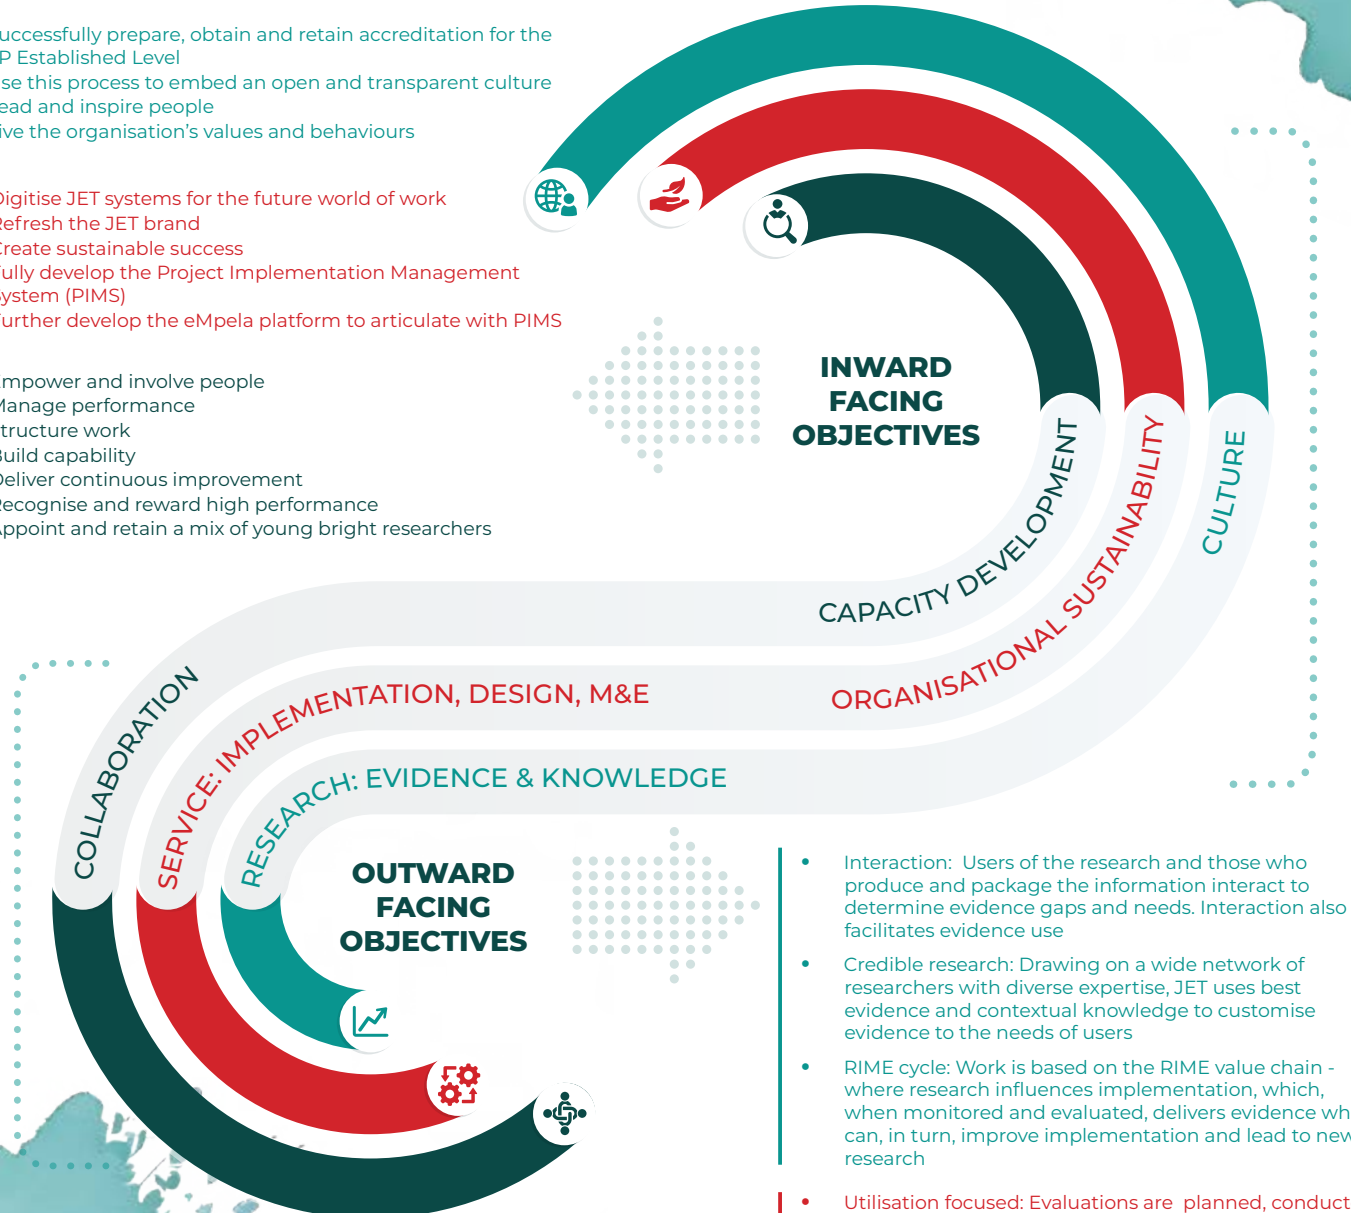 uccessfully prepare, obtain and retain accreditation for the
P Established Level
se this process to embed an open and transparent culture
ead and inspire people
ive the organisation's values and behaviours
Digitise JET systems for the future world of work
Refresh the JET brand
Create sustainable success
Fully develop the Project Implementation Management
System (PIMS)
Further develop the eMpela platform to articulate with PIMS
Empower and involve people
Manage performance
Structure work
Build capability
Deliver continuous improvement
Recognise and reward high performance
Appoint and retain a mix of young bright researchers
INWARD
FACING
OBJECTIVES
CAPACITY DEVELOPMENT
ORGANISATIONAL SUSTAINABILITY
CULTURE
COLLABORATION
SERVICE: IMPLEMENTATION, DESIGN, M&E
RESEARCH: EVIDENCE & KNOWLEDGE
OUTWARD
FACING
OBJECTIVES
• Interaction: Users of the research and those who
produce and package the information interact to
determine evidence gaps and needs. Interaction also
facilitates evidence use
• Credible research: Drawing on a wide network of
researchers with diverse expertise, JET uses best
evidence and contextual knowledge to customise
evidence to the needs of users
• RIME cycle: Work is based on the RIME value chain -
where research influences implementation, which,
when monitored and evaluated, delivers evidence wh
can, in turn, improve implementation and lead to new
research
• Utilisation focused: Evaluations are planned, conduct